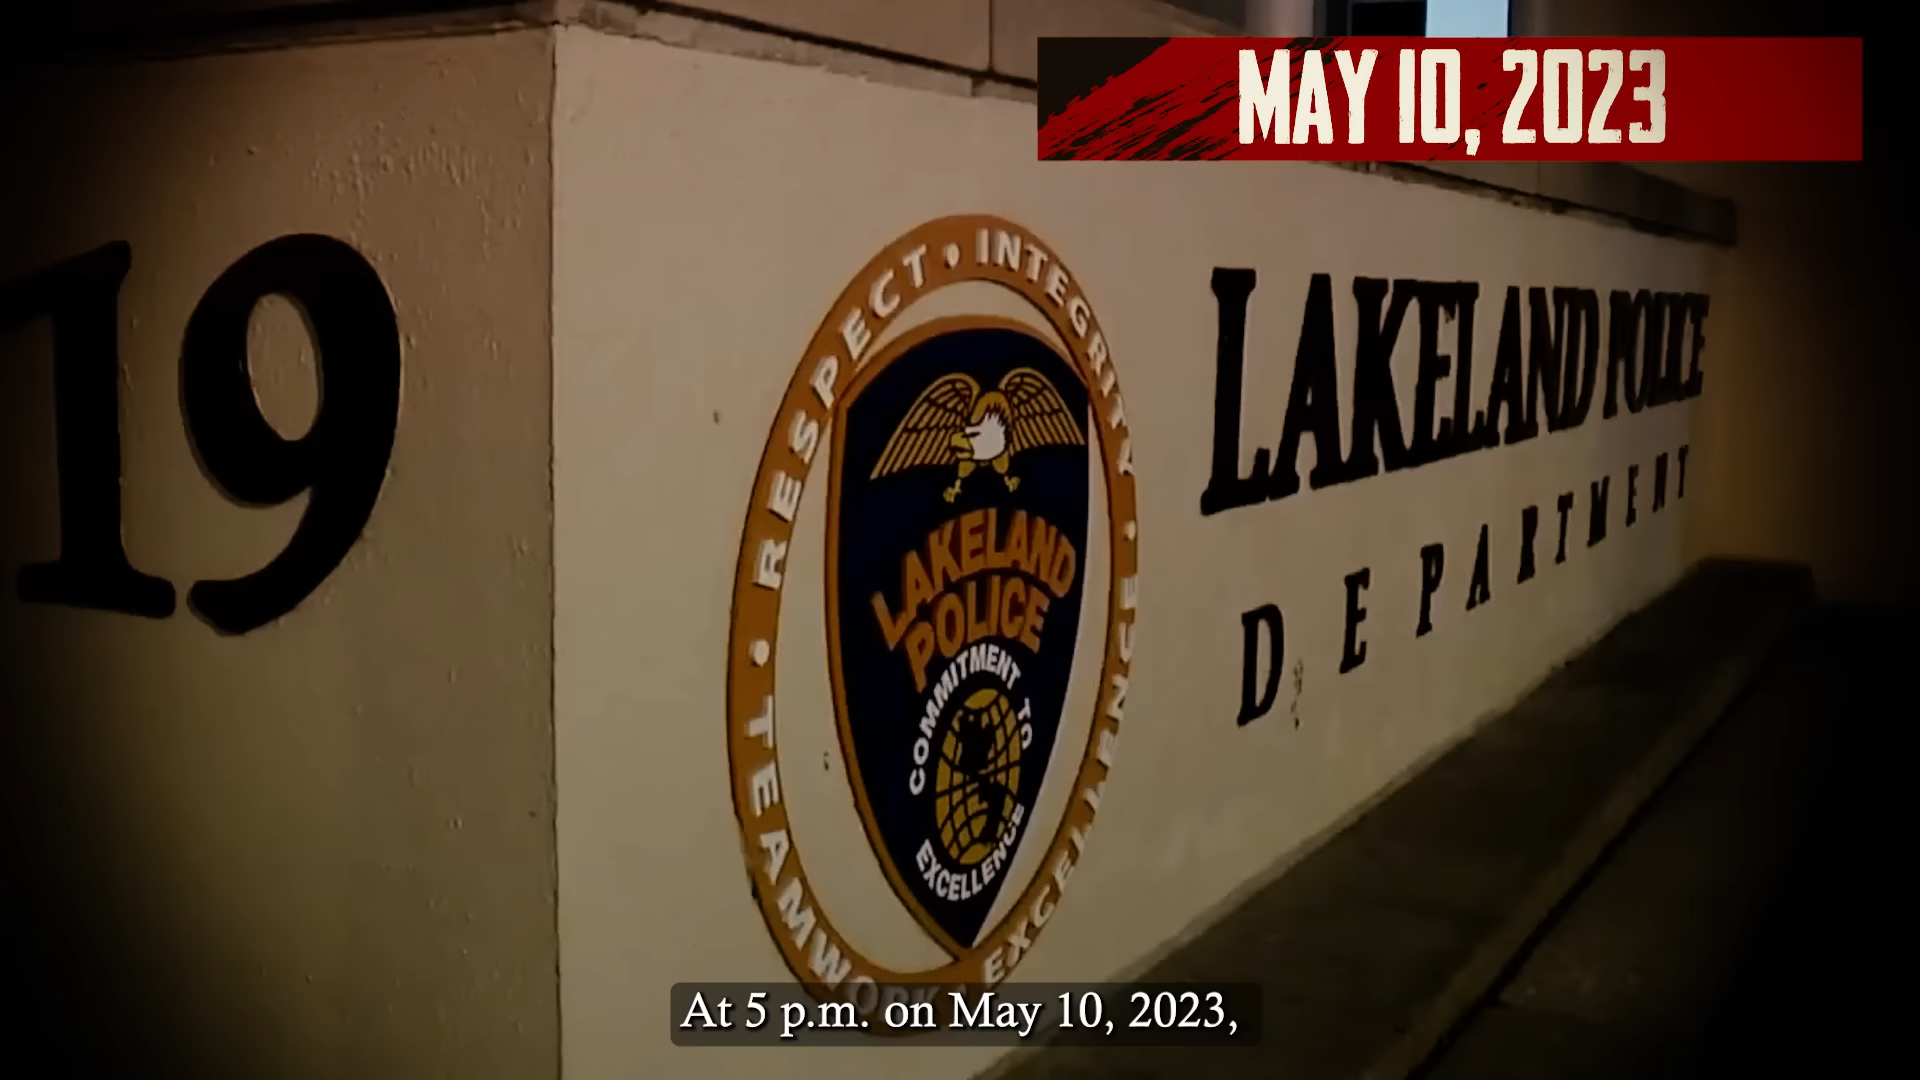 MAY 10, 2023
19
RESPECT • INTEGRITY • EXCELLENCE
TEAMWORK
LAKELAND
POLICE
COMMITMENT TO
EXCELLENCE
LAKELAND POLICE
DEPARTMENT
At 5 p.m. on May 10, 2023,